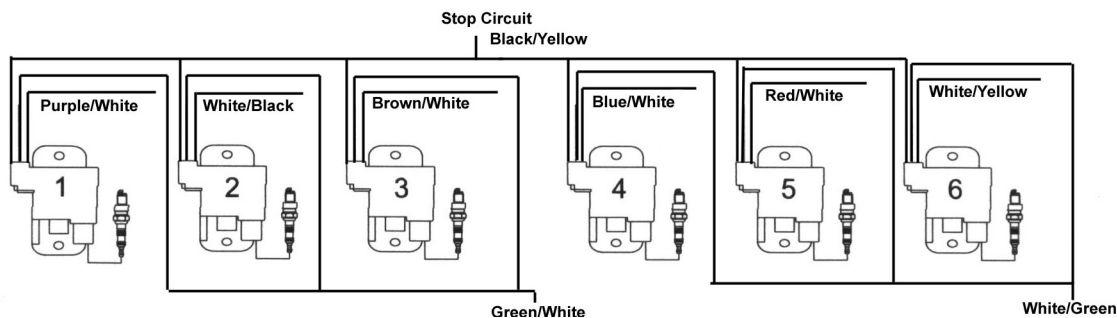 Stop Circuit
Black/Yellow
Purple/White
White/Black
Brown/White
Blue/White
Red/White
White/Yellow
1
2
3
4
5
6
Green/White
White/Green